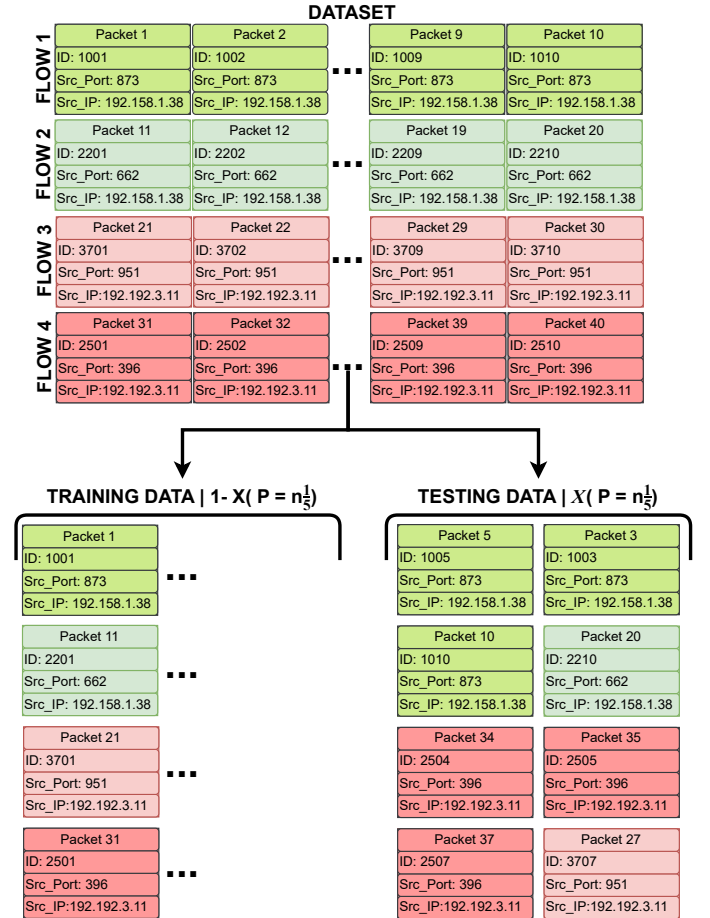 DATASET
FLOW 1
Packet 1 Packet 2 ... Packet 9 Packet 10
ID: 1001 ID: 1002 ID: 1009 ID: 1010
Src_Port: 873 Src_Port: 873 Src_Port: 873 Src_Port: 873
Src_IP: 192.158.1.38 Src_IP: 192.158.1.38 Src_IP: 192.158.1.38 Src_IP: 192.158.1.38
FLOW 2
Packet 11 Packet 12 ... Packet 19 Packet 20
ID: 2201 ID: 2202 ID: 2209 ID: 2210
Src_Port: 662 Src_Port: 662 Src_Port: 662 Src_Port: 662
Src_IP: 192.158.1.38 Src_IP: 192.158.1.38 Src_IP: 192.158.1.38 Src_IP: 192.158.1.38
FLOW 3
Packet 21 Packet 22 ... Packet 29 Packet 30
ID: 3701 ID: 3702 ID: 3709 ID: 3710
Src_Port: 951 Src_Port: 951 Src_Port: 951 Src_Port: 951
Src_IP:192.192.3.11 Src_IP:192.192.3.11 Src_IP:192.192.3.11 Src_IP:192.192.3.11
FLOW 4
Packet 31 Packet 32 ... Packet 39 Packet 40
ID: 2501 ID: 2502 ID: 2509 ID: 2510
Src_Port: 396 Src_Port: 396 Src_Port: 396 Src_Port: 396
Src_IP:192.192.3.11 Src_IP:192.192.3.11 Src_IP:192.192.3.11 Src_IP:192.192.3.11
TRAINING DATA | 1- X( P = n1/5)
Packet 1 ...
ID: 1001
Src_Port: 873
Src_IP: 192.158.1.38
Packet 11 ...
ID: 2201
Src_Port: 662
Src_IP: 192.158.1.38
Packet 21 ...
ID: 3701
Src_Port: 951
Src_IP:192.192.3.11
Packet 31 ...
ID: 2501
Src_Port: 396
Src_IP:192.192.3.11
TESTING DATA | X( P = n1/5)
Packet 5 Packet 3
ID: 1005 ID: 1003
Src_Port: 873 Src_Port: 873
Src_IP: 192.158.1.38 Src_IP: 192.158.1.38
Packet 10 Packet 20
ID: 1010 ID: 2210
Src_Port: 873 Src_Port: 662
Src_IP: 192.158.1.38 Src_IP: 192.158.1.38
Packet 34 Packet 35
ID: 2504 ID: 2505
Src_Port: 396 Src_Port: 396
Src_IP:192.192.3.11 Src_IP:192.192.3.11
Packet 37 Packet 27
ID: 2507 ID: 3707
Src_Port: 396 Src_Port: 951
Src_IP:192.192.3.11 Src_IP:192.192.3.11